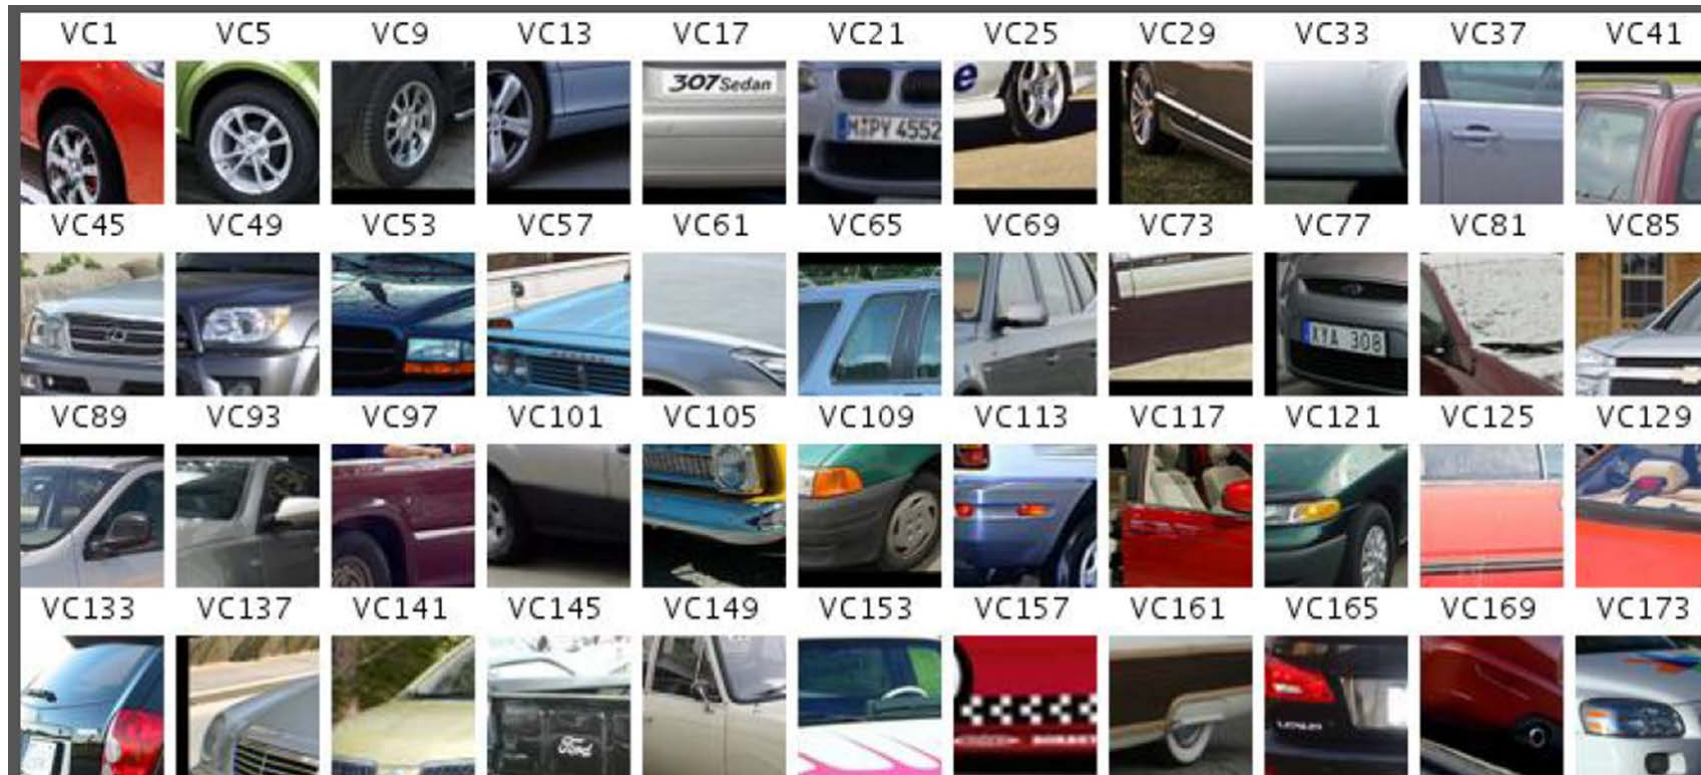 VC1 VC5 VC9 VC13 VC17 VC21 VC25 VC29 VC33 VC37 VC41
307 Sedan
M PY 4552
e
VC45 VC49 VC53 VC57 VC61 VC65 VC69 VC73 VC77 VC81 VC85
XYA 308
VC89 VC93 VC97 VC101 VC105 VC109 VC113 VC117 VC121 VC125 VC129
VC133 VC137 VC141 VC145 VC149 VC153 VC157 VC161 VC165 VC169 VC173
Ford